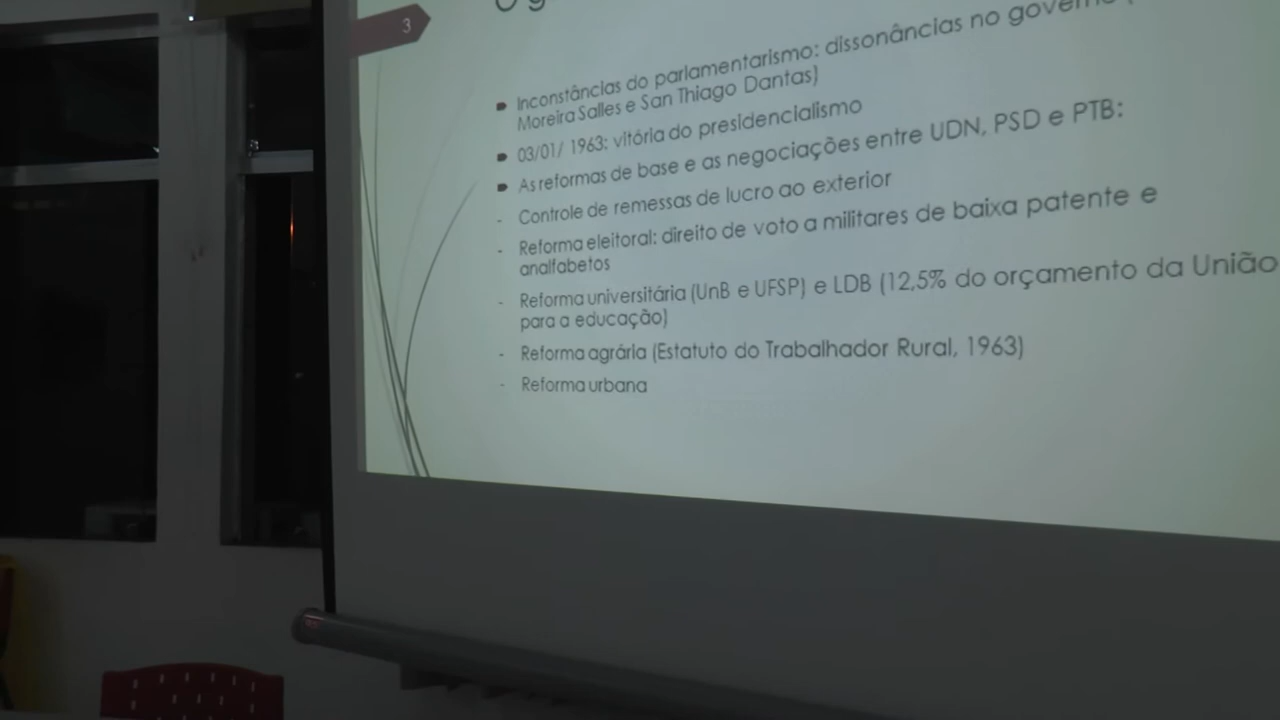 3
Inconstâncias do parlamentarismo: dissonâncias no governo (
Moreira Salles e San Thiago Dantas)
03/01/ 1963: vitória do presidencialismo
As reformas de base e as negociações entre UDN, PSD e PTB:
- Controle de remessas de lucro ao exterior
- Reforma eleitoral: direito de voto a militares de baixa patente e
analfabetos
- Reforma universitária (UnB e UFSP) e LDB (12,5% do orçamento da União
para a educação)
- Reforma agrária (Estatuto do Trabalhador Rural, 1963)
- Reforma urbana